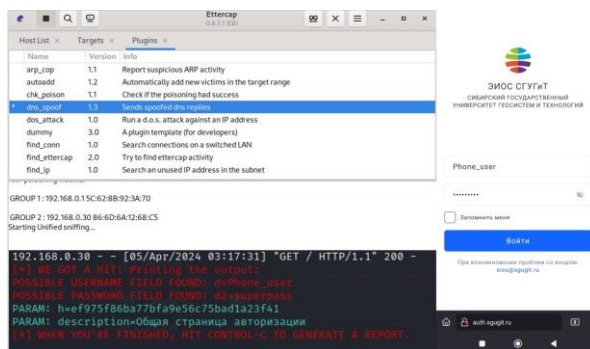 Ettercap
0.8.3.1 (EB)
Host List × Targets × Plugins ×
Name Version Info
arp_cop 1.1 Report suspicious ARP activity
autoadd 1.2 Automatically add new victims in the target range
chk_poison 1.1 Check if the poisoning had success
* dns_spoof 1.3 Sends spoofed dns replies
dos_attack 1.0 Run a d.o.s. attack against an IP address
dummy 3.0 A plugin template (for developers)
find_conn 1.0 Search connections on a switched LAN
find_ettercap 2.0 Try to find ettercap activity
find_ip 1.0 Search an unused IP address in the subnet
GROUP 1 : 192.168.0.1 5C:62:8B:92:3A:70
GROUP 2 : 192.168.0.30 86:6D:6A:12:68:C5
Starting Unified sniffing...
192.168.0.30 - - [05/Apr/2024 03:17:31] "GET / HTTP/1.1" 200 -
[*] WE GOT A HIT! Printing the output:
POSSIBLE USERNAME FIELD FOUND: d=Phone_user
POSSIBLE PASSWORD FIELD FOUND: d2=superpass
PARAM: h=ef975f86ba77bfa9e56c75bad1a23f41
PARAM: description=Общая страница авторизации
[*] WHEN YOU'RE FINISHED, HIT CONTROL-C TO GENERATE A REPORT.
ЭИОС СГУГиТ
СИБИРСКИЙ ГОСУДАРСТВЕННЫЙ
УНИВЕРСИТЕТ ГЕОСИСТЕМ И ТЕХНОЛОГИЙ
Phone_user
•••••••••
Запомнить меня
Войти
При возникновении проблем со входом:
eios@sgugit.ru
auth.sgugit.ru